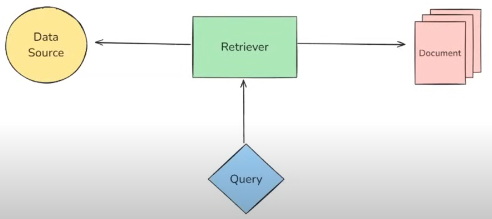 Data
Source
Retriever
Document
Query